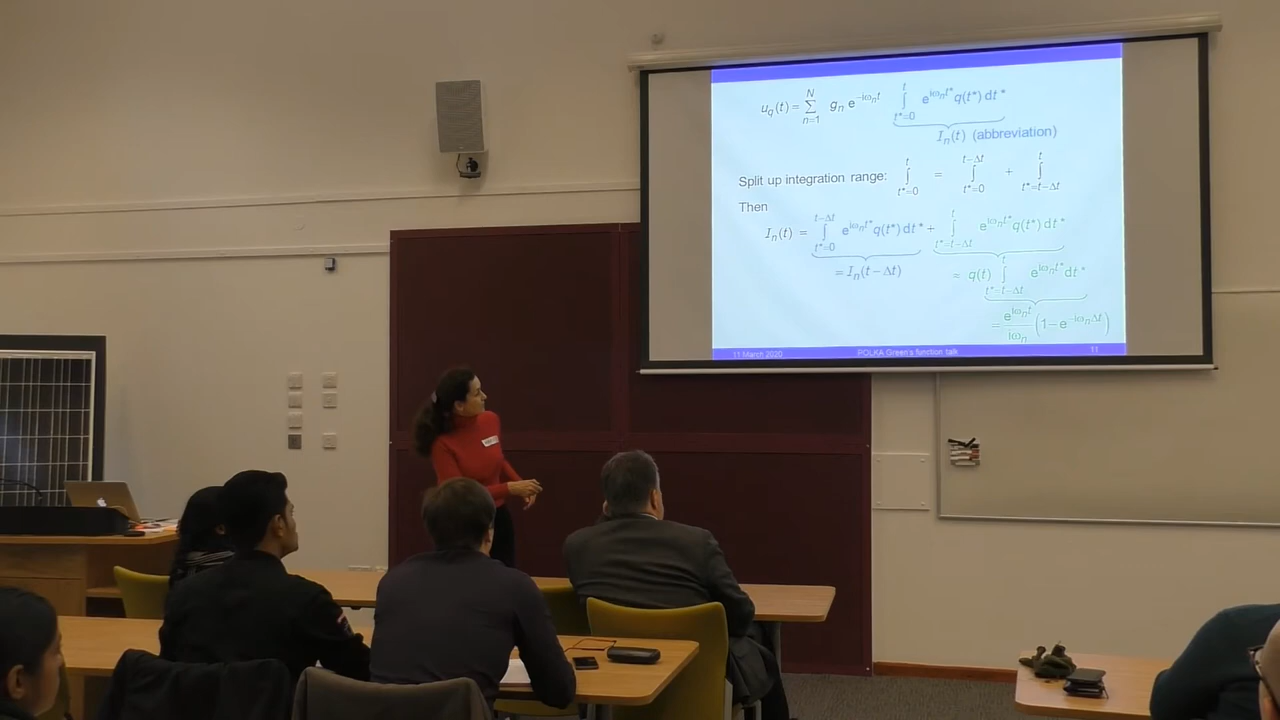 u_q(t) = ∑_{n=1}^{N} g_n e^{-iω_n t} ∫_{t*=0}^{t} e^{iω_n t*} q(t*) dt*
I_n(t) (abbreviation)
Split up integration range: ∫_{t*=0}^{t} = ∫_{t*=0}^{t-Δt} + ∫_{t*=t-Δt}^{t}
Then
I_n(t) = ∫_{t*=0}^{t-Δt} e^{iω_n t*} q(t*) dt* + ∫_{t*=t-Δt}^{t} e^{iω_n t*} q(t*) dt*
= I_n(t-Δt) ≈ q(t) ∫_{t*=t-Δt}^{t} e^{iω_n t*} dt*
= e^{iω_n t}/iω_n (1-e^{-iω_n Δt})
11 March 2020 POLKA Green's function talk 11